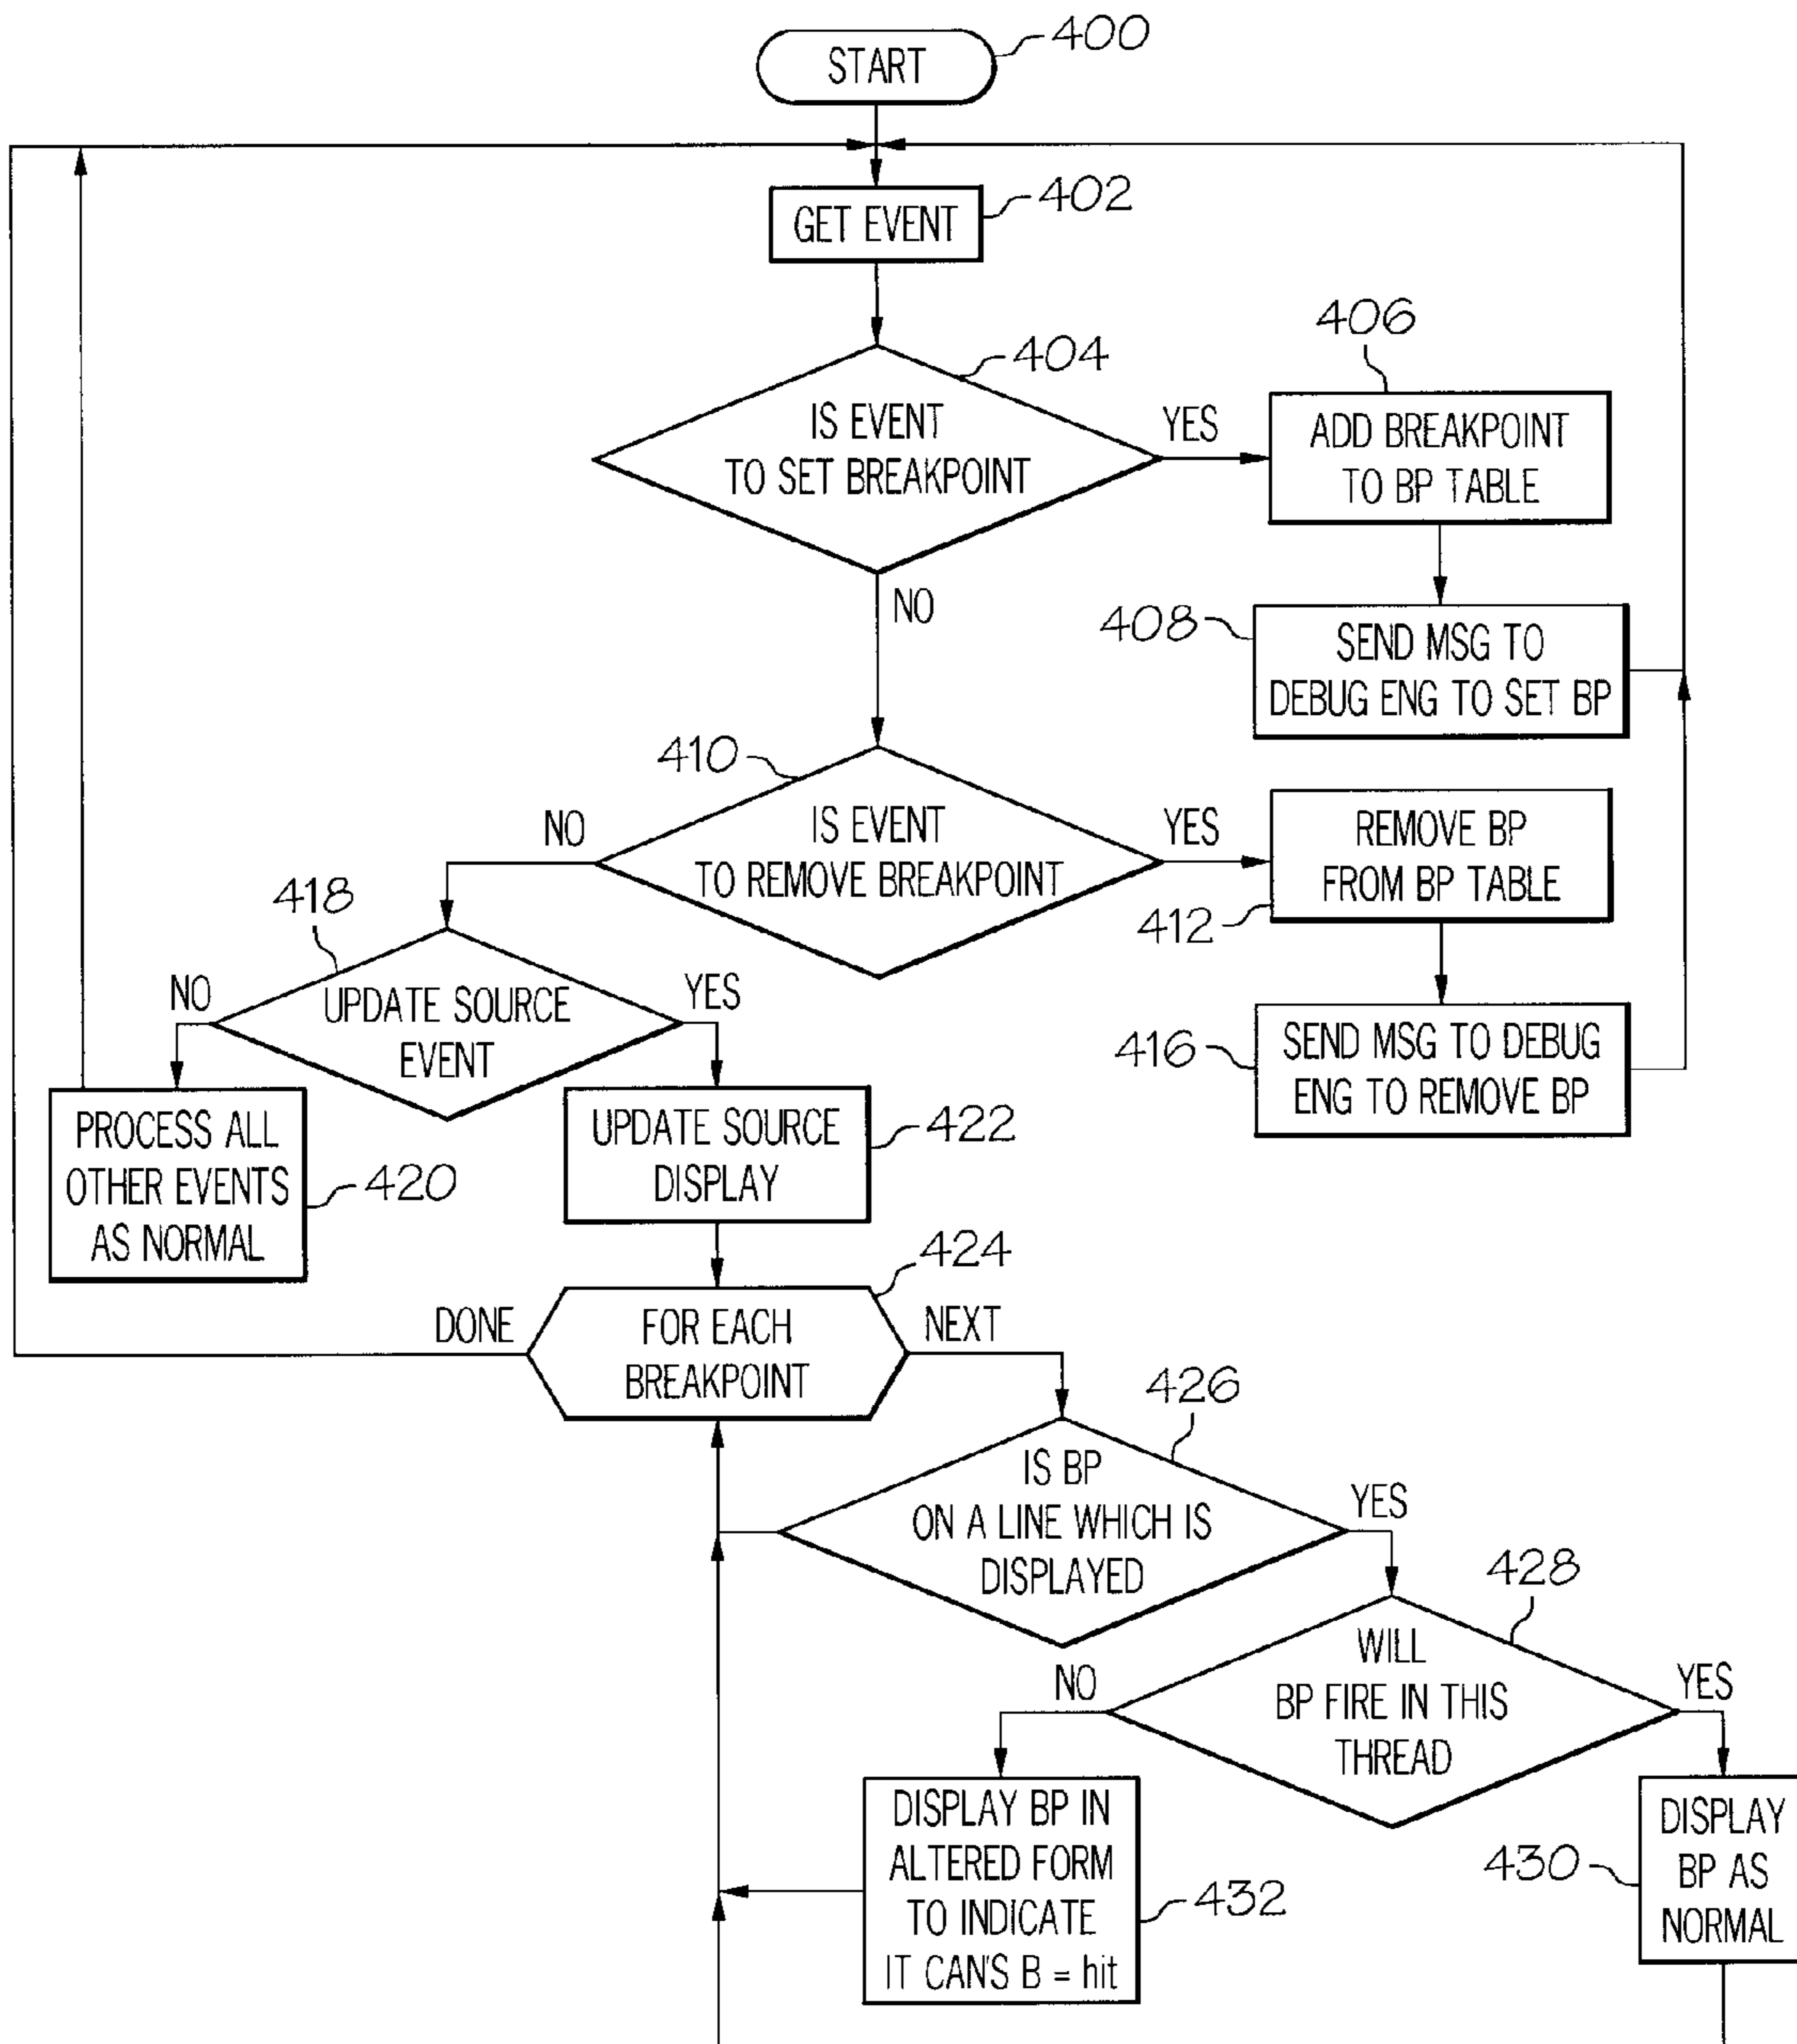 START
400
GET EVENT
402
404
IS EVENT
TO SET BREAKPOINT
YES
NO
406
ADD BREAKPOINT
TO BP TABLE
408
SEND MSG TO
DEBUG ENG TO SET BP
410
IS EVENT
TO REMOVE BREAKPOINT
NO
YES
REMOVE BP
FROM BP TABLE
412
416
SEND MSG TO DEBUG
ENG TO REMOVE BP
418
UPDATE SOURCE
EVENT
NO
YES
PROCESS ALL
OTHER EVENTS
AS NORMAL
420
UPDATE SOURCE
DISPLAY
422
424
FOR EACH
BREAKPOINT
DONE
NEXT
426
IS BP
ON A LINE WHICH IS
DISPLAYED
YES
428
WILL
BP FIRE IN THIS
THREAD
NO
YES
DISPLAY BP IN
ALTERED FORM
TO INDICATE
IT CAN'S B = hit
432
DISPLAY
BP AS
NORMAL
430